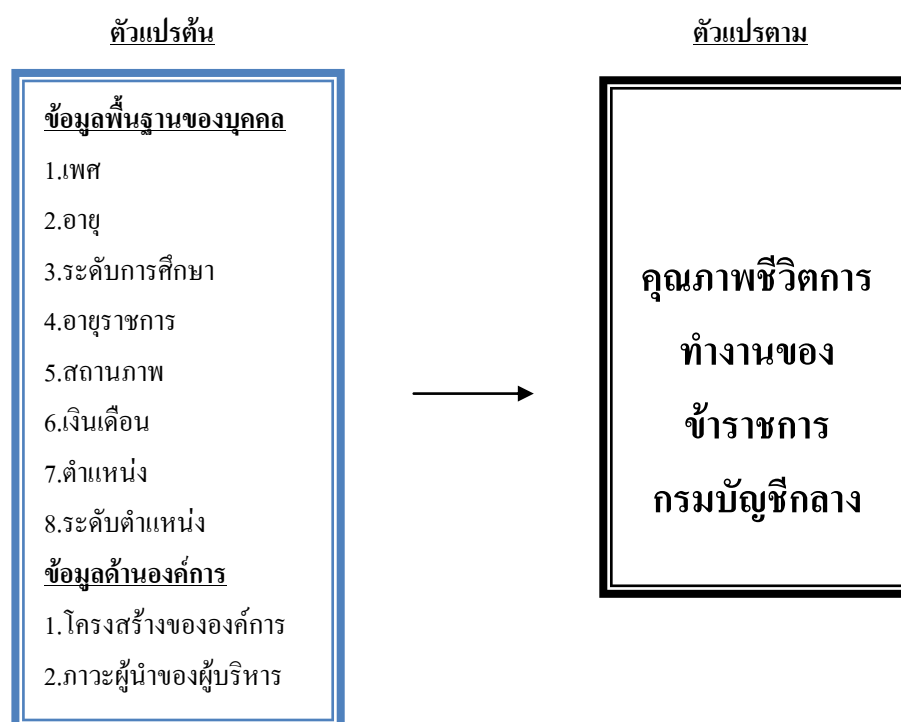 ตัวแปรต้น
ตัวแปรตาม
ข้อมูลพื้นฐานของบุคคล
1.เพศ
2.อายุ
3.ระดับการศึกษา
4.อายุราชการ
5.สถานภาพ
6.เงินเดือน
7.ตำแหน่ง
8.ระดับตำแหน่ง
ข้อมูลด้านองค์การ
1.โครงสร้างขององค์การ
2.ภาวะผู้นำของผู้บริหาร
คุณภาพชีวิตการ
ทำงานของ
ข้าราชการ
กรมบัญชีกลาง